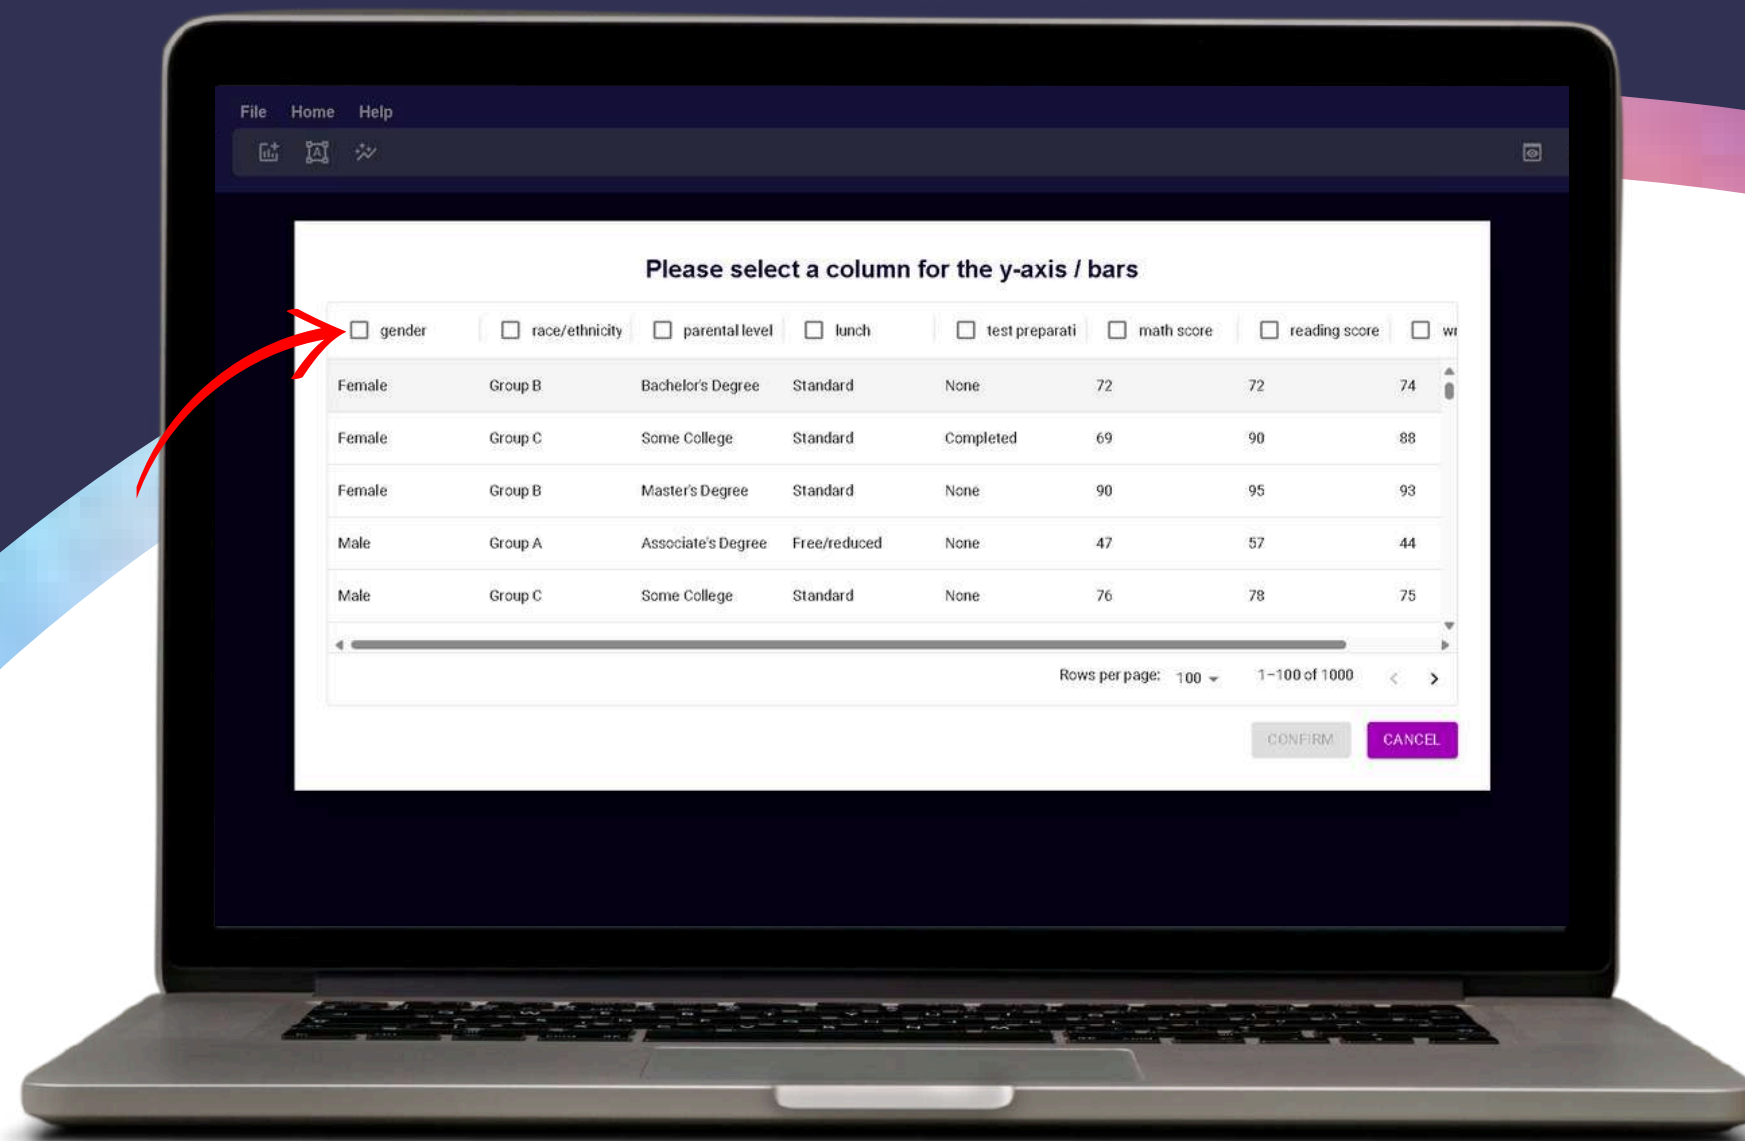 File Home Help
Please select a column for the y-axis / bars
gender race/ethnicity parental level lunch test preparati math score reading score wr
Female Group B Bachelor's Degree Standard None 72 72 74
Female Group C Some College Standard Completed 69 90 88
Female Group B Master's Degree Standard None 90 95 93
Male Group A Associate's Degree Free/reduced None 47 57 44
Male Group C Some College Standard None 76 78 75
Rows per page: 100 1-100 of 1000
CONFIRM CANCEL